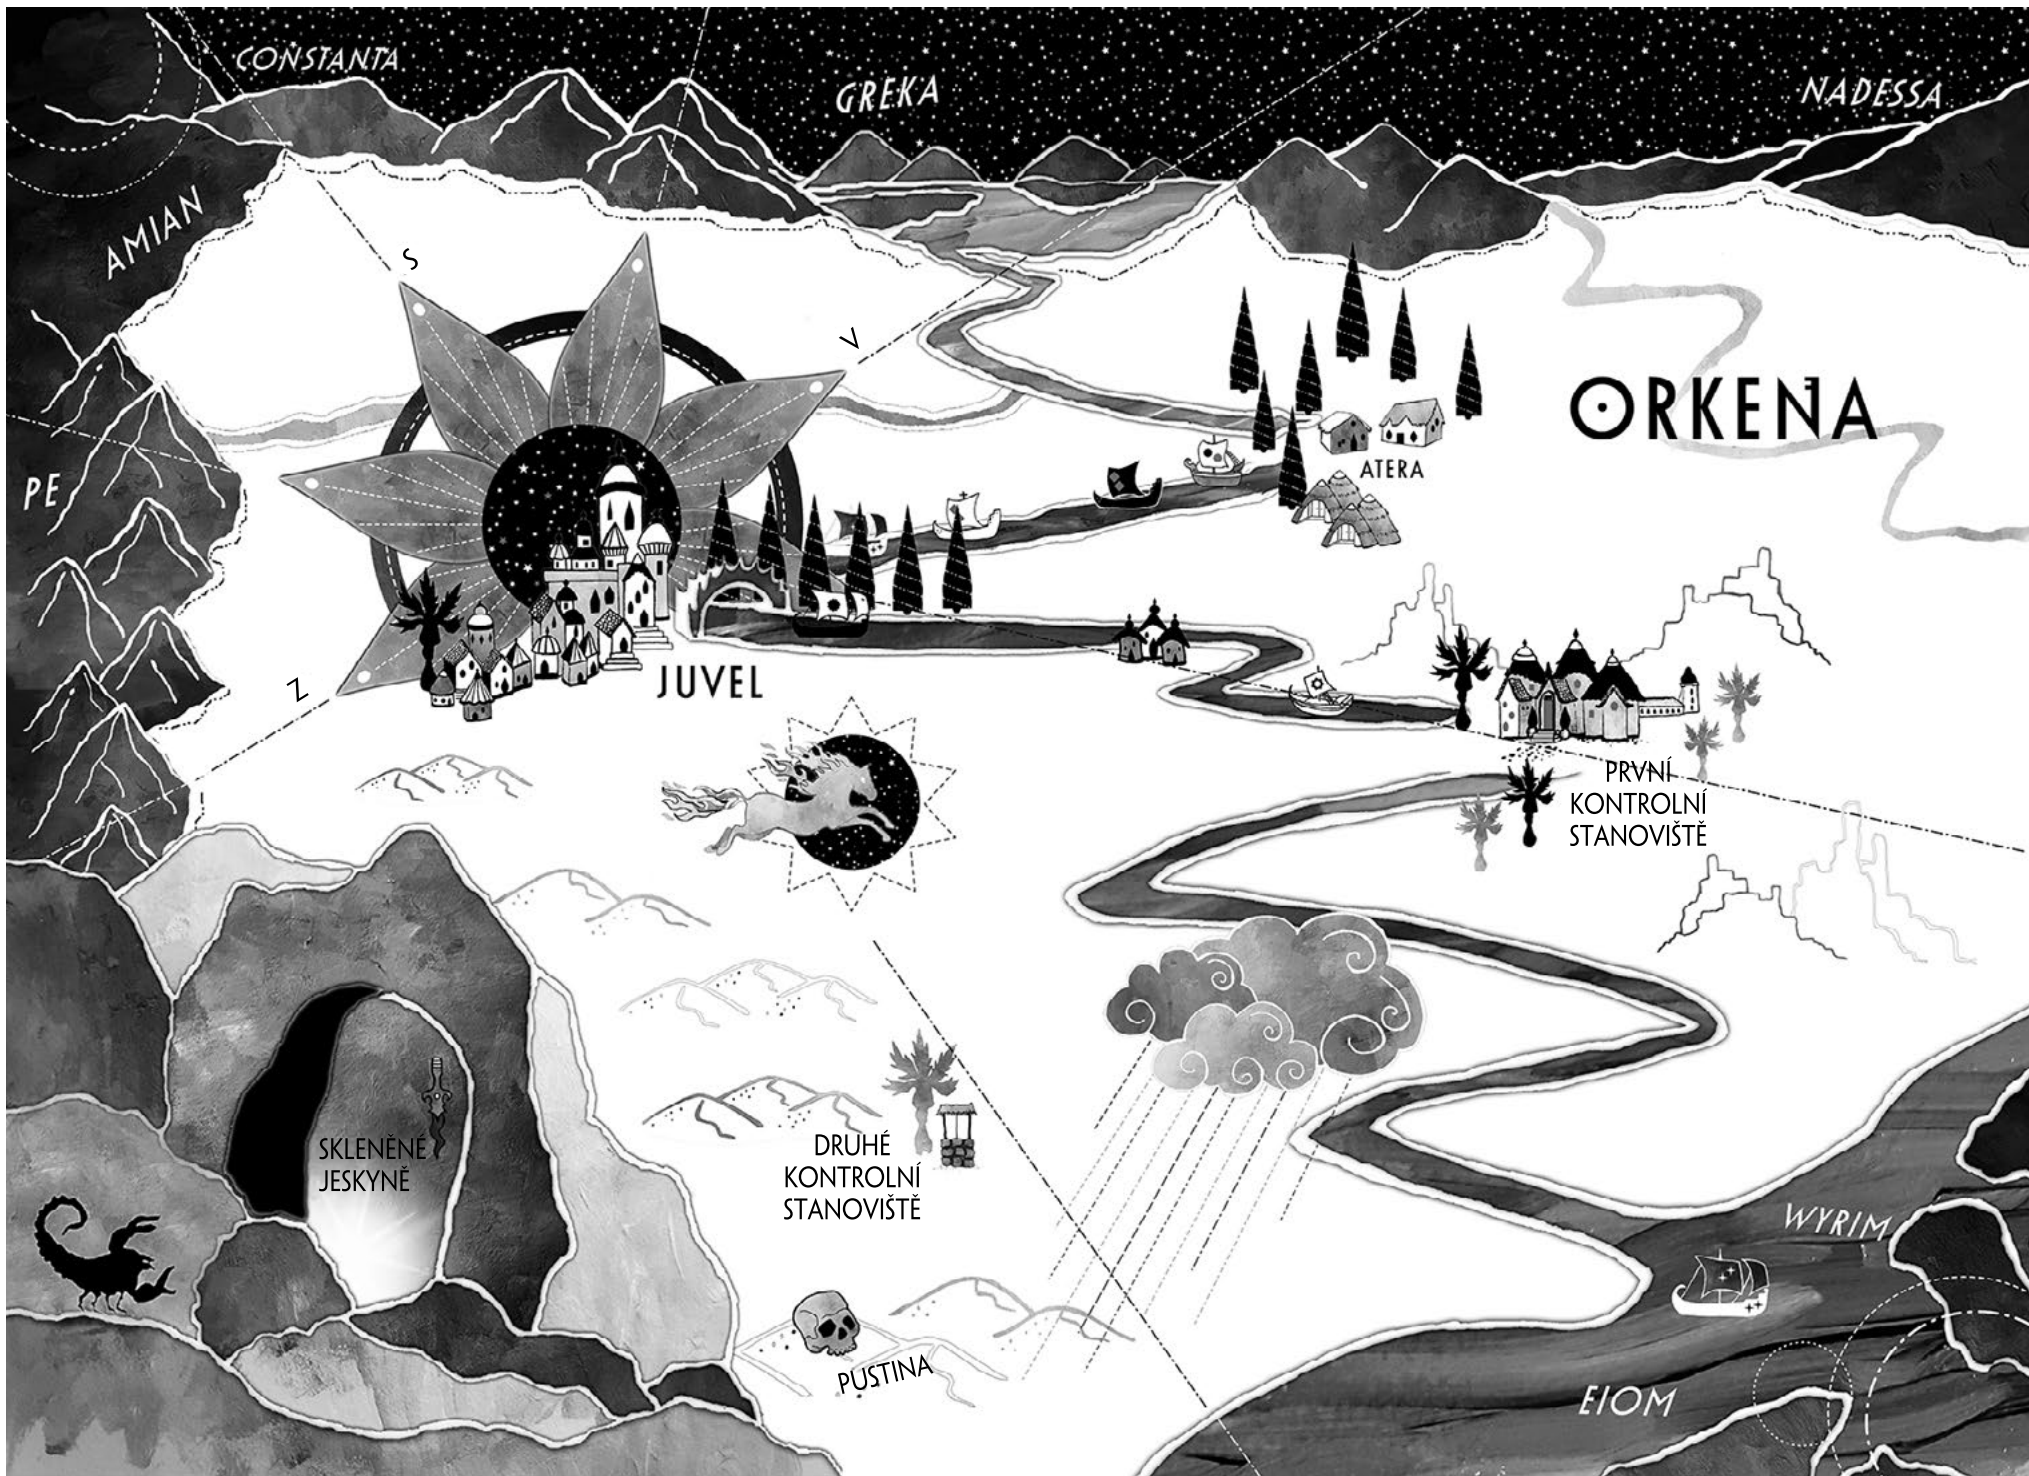 CONSTANTA
GREKA
NADESSA
AMIAN
S
V
ORKENA
PE
ATERA
Z
JUVEL
PRVNÍ
KONTROLNÍ
STANOVIŠTĚ
SKLENĚNÉ
JESKYNĚ
DRUHÉ
KONTROLNÍ
STANOVIŠTĚ
WYRIM
PUSTINA
EIOM